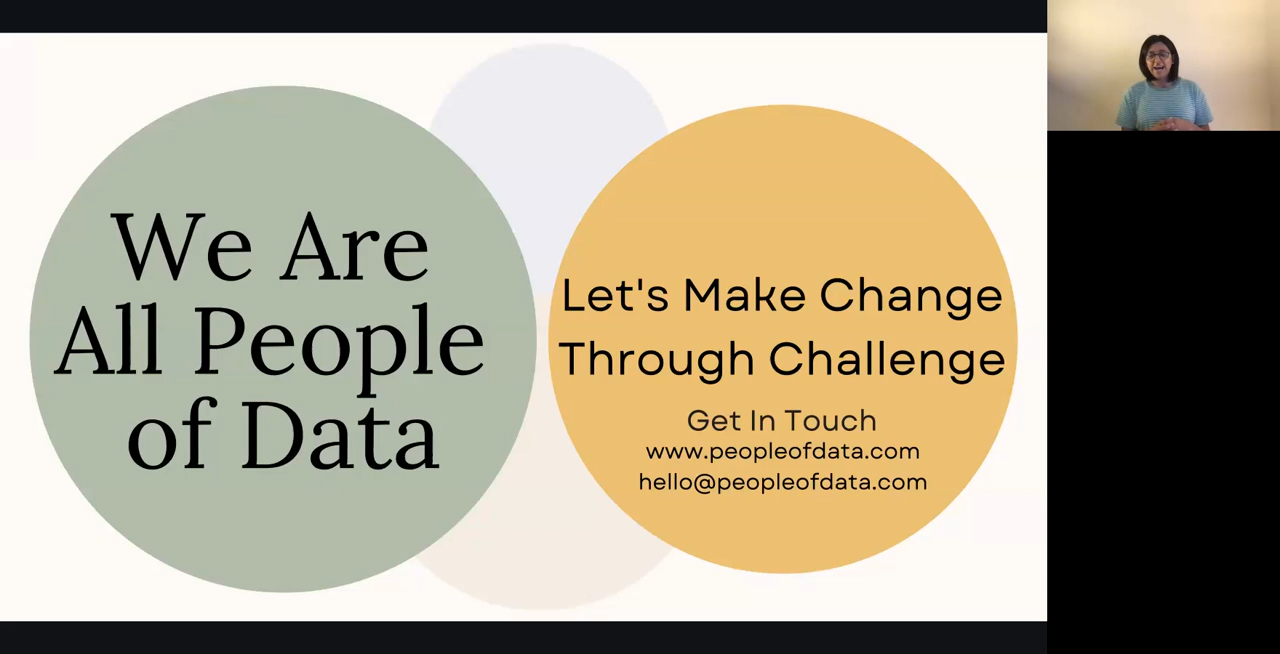 We Are
All People
of Data
Let's Make Change
Through Challenge
Get In Touch
www.peopleofdata.com
hello@peopleofdata.com